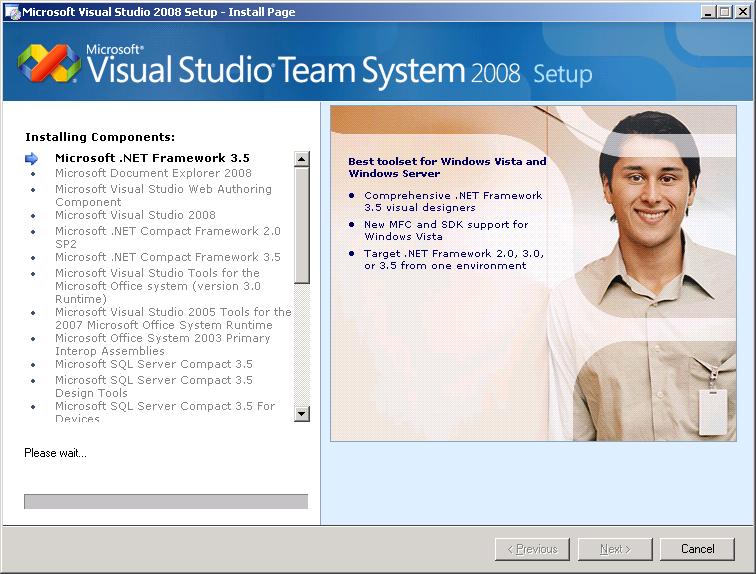 Microsoft Visual Studio 2008 Setup - Install Page
Microsoft®
Visual Studio® Team System 2008 Setup
Installing Components:
Microsoft .NET Framework 3.5
Microsoft Document Explorer 2008
Microsoft Visual Studio Web Authoring
Component
Microsoft Visual Studio 2008
Microsoft .NET Compact Framework 2.0
SP2
Microsoft .NET Compact Framework 3.5
Microsoft Visual Studio Tools for the
Microsoft Office system (version 3.0
Runtime)
Microsoft Visual Studio 2005 Tools for the
2007 Microsoft Office System Runtime
Microsoft Office System 2003 Primary
Interop Assemblies
Microsoft SQL Server Compact 3.5
Microsoft SQL Server Compact 3.5
Design Tools
Microsoft SQL Server Compact 3.5 For
Devices
Please wait...
Best toolset for Windows Vista and
Windows Server
• Comprehensive .NET Framework
3.5 visual designers
• New MFC and SDK support for
Windows Vista
• Target .NET Framework 2.0, 3.0,
or 3.5 from one environment
< Previous
Next >
Cancel